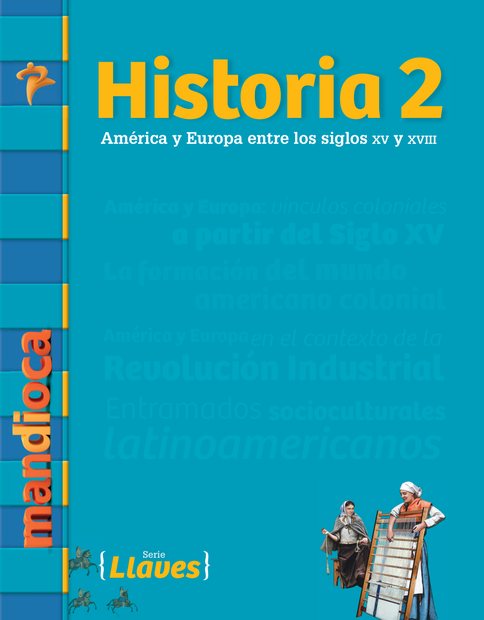 Historia 2
América y Europa entre los siglos XV y XVIII
América y Europa: vínculos coloniales
a partir del Siglo XV
La formación del mundo
americano colonial
América y Europa en el contexto de la
Revolución Industrial
Entramados socioculturales
latinoamericanos
mandioca
Serie
{Llaves}